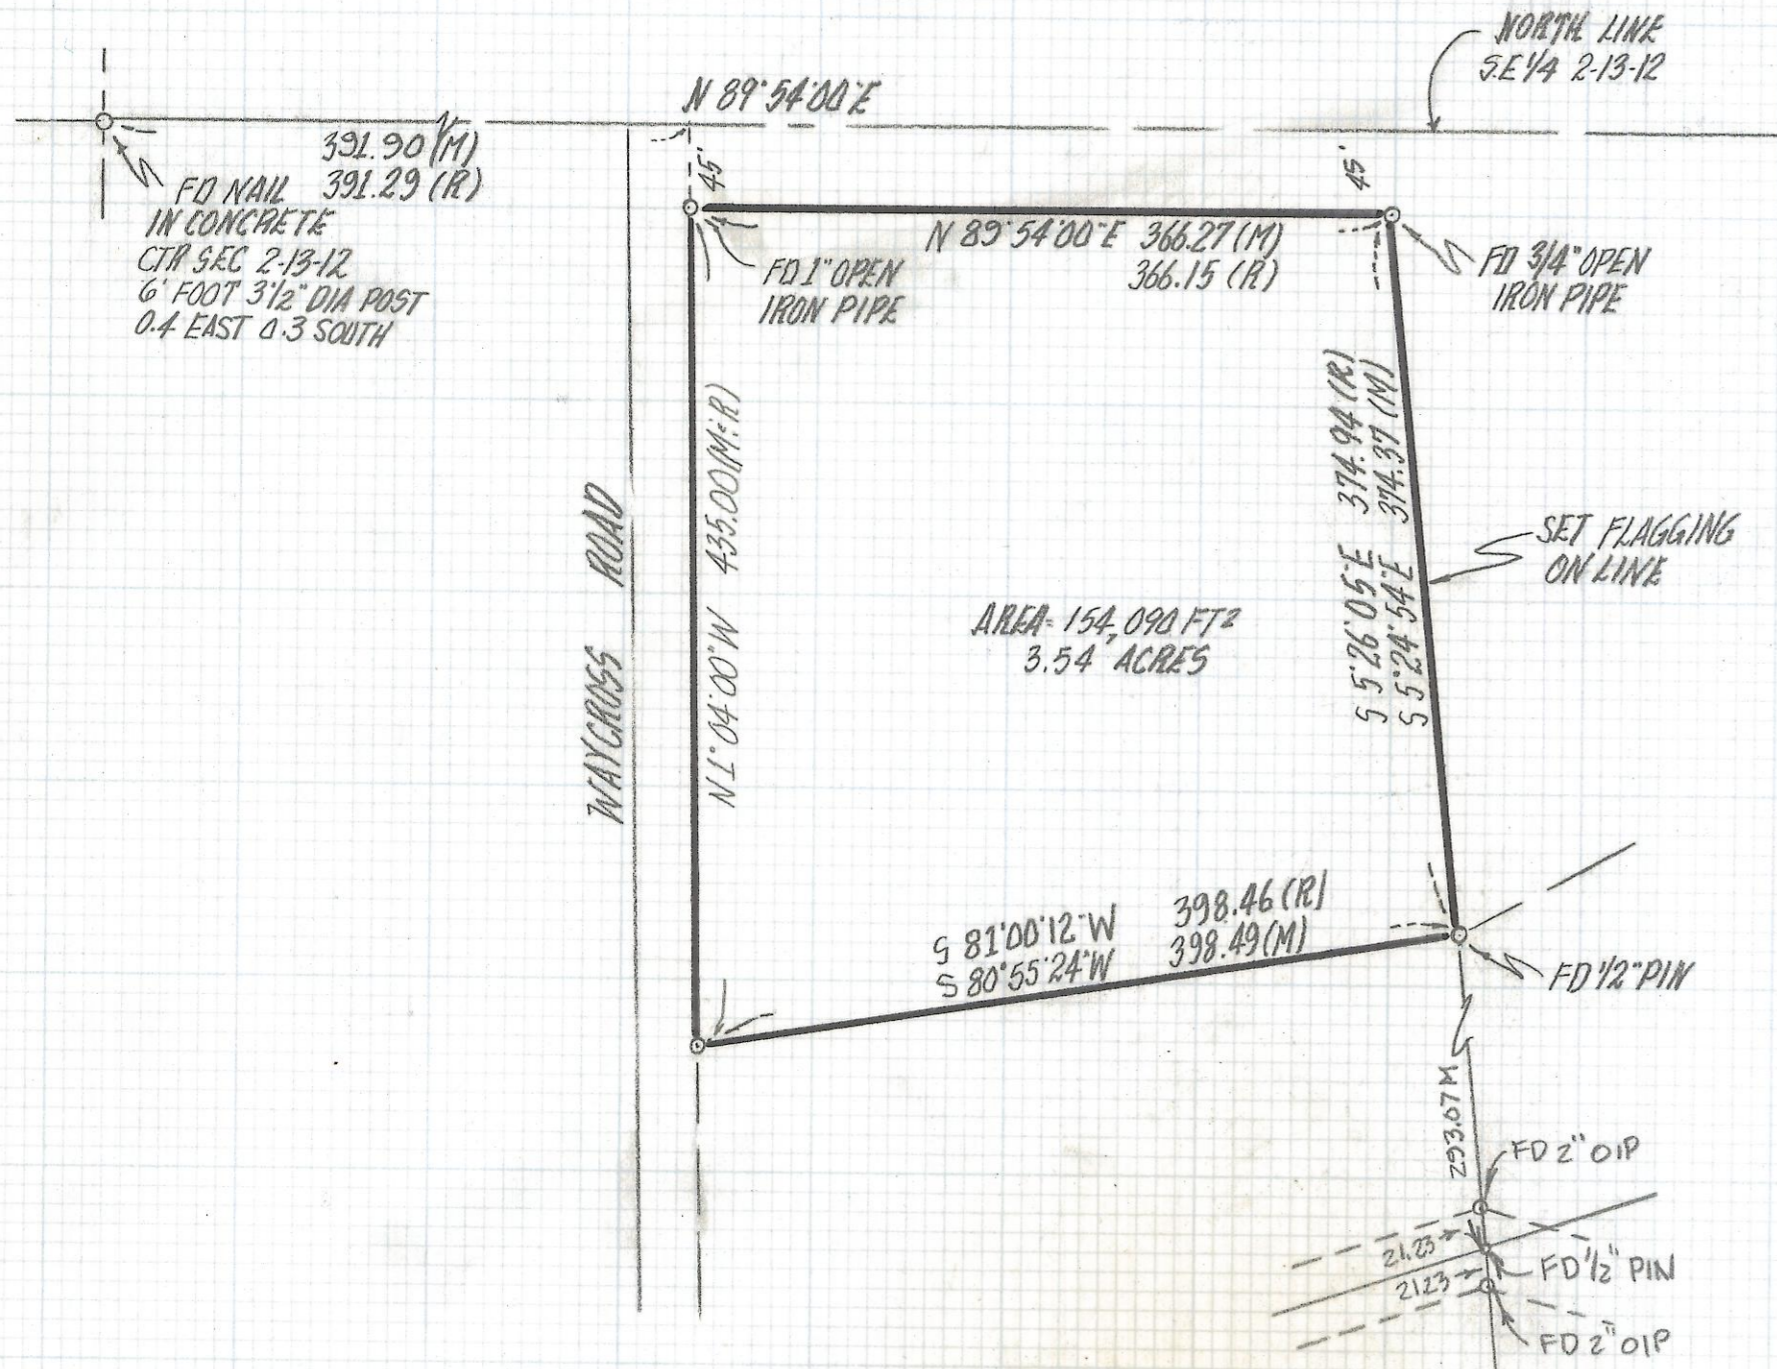 NORTH LINE
S.E 1/4 2-13-12
N 89°54'00"E
391.90 (M)
391.29 (R)
FD NAIL
IN CONCRETE
CTR SEC 2-13-12
6' FOOT 3 1/2" DIA POST
0.4 EAST 0.3 SOUTH
45'
45'
N 89°54'00"E 366.27 (M)
366.15 (R)
FD 1" OPEN
IRON PIPE
FD 3/4" OPEN
IRON PIPE
N 1°04'00"W 435.00 (M&R)
WAYCROSS ROAD
S 5°26'05"E 374.94 (R)
S 5°24'54"E 374.37 (M)
SET FLAGGING
ON LINE
AREA= 154,090 FT2
3.54 ACRES
S 81°00'12"W 398.46 (R)
S 80°55'24"W 398.49 (M)
FD 1/2" PIN
293.07 M
FD 2" OIP
21.23
FD 1/2" PIN
21.23
FD 2" OIP